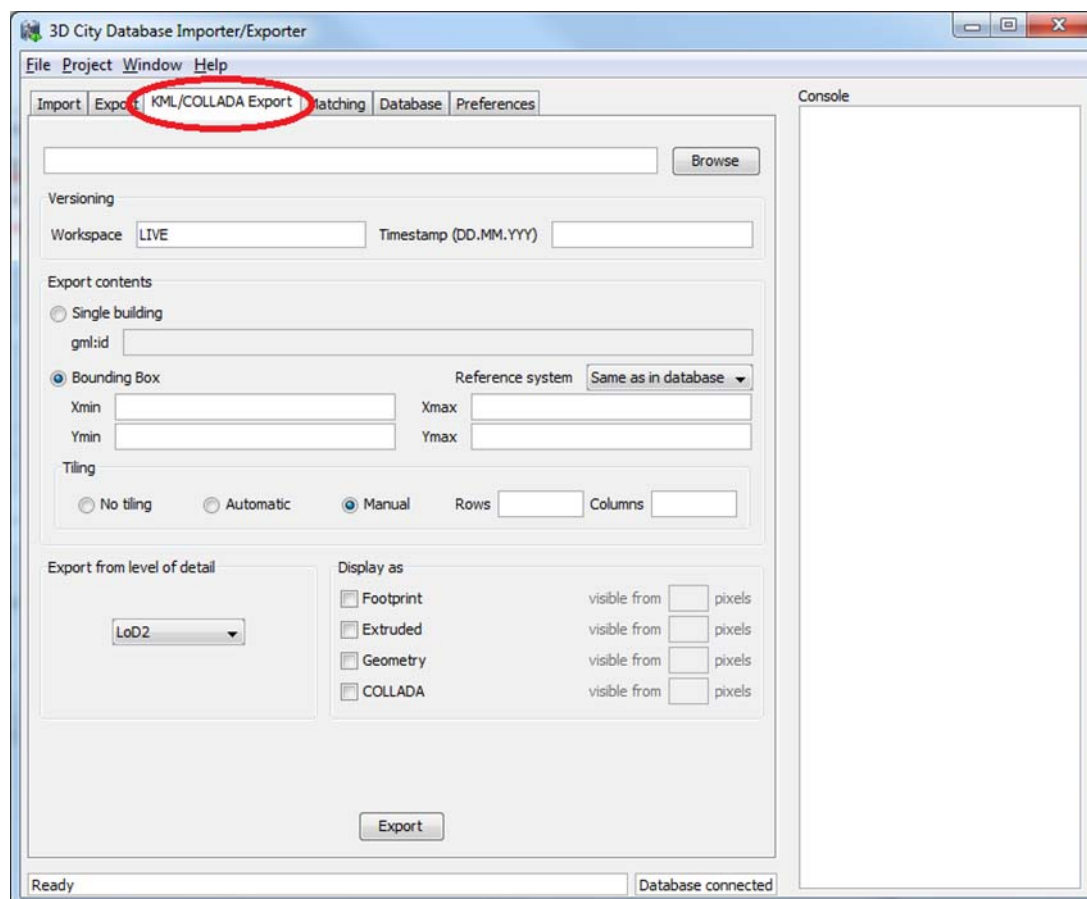 3D City Database Importer/Exporter
File Project Window Help
Import Export KML/COLLADA Export Matching Database Preferences
Console
Browse
Versioning
Workspace LIVE Timestamp (DD.MM.YYY)
Export contents
Single building
gml:id
Bounding Box Reference system Same as in database
Xmin Xmax
Ymin Ymax
Tiling
No tiling Automatic Manual Rows Columns
Export from level of detail Display as
Footprint visible from pixels
LoD2 Extruded visible from pixels
Geometry visible from pixels
COLLADA visible from pixels
Export
Ready Database connected